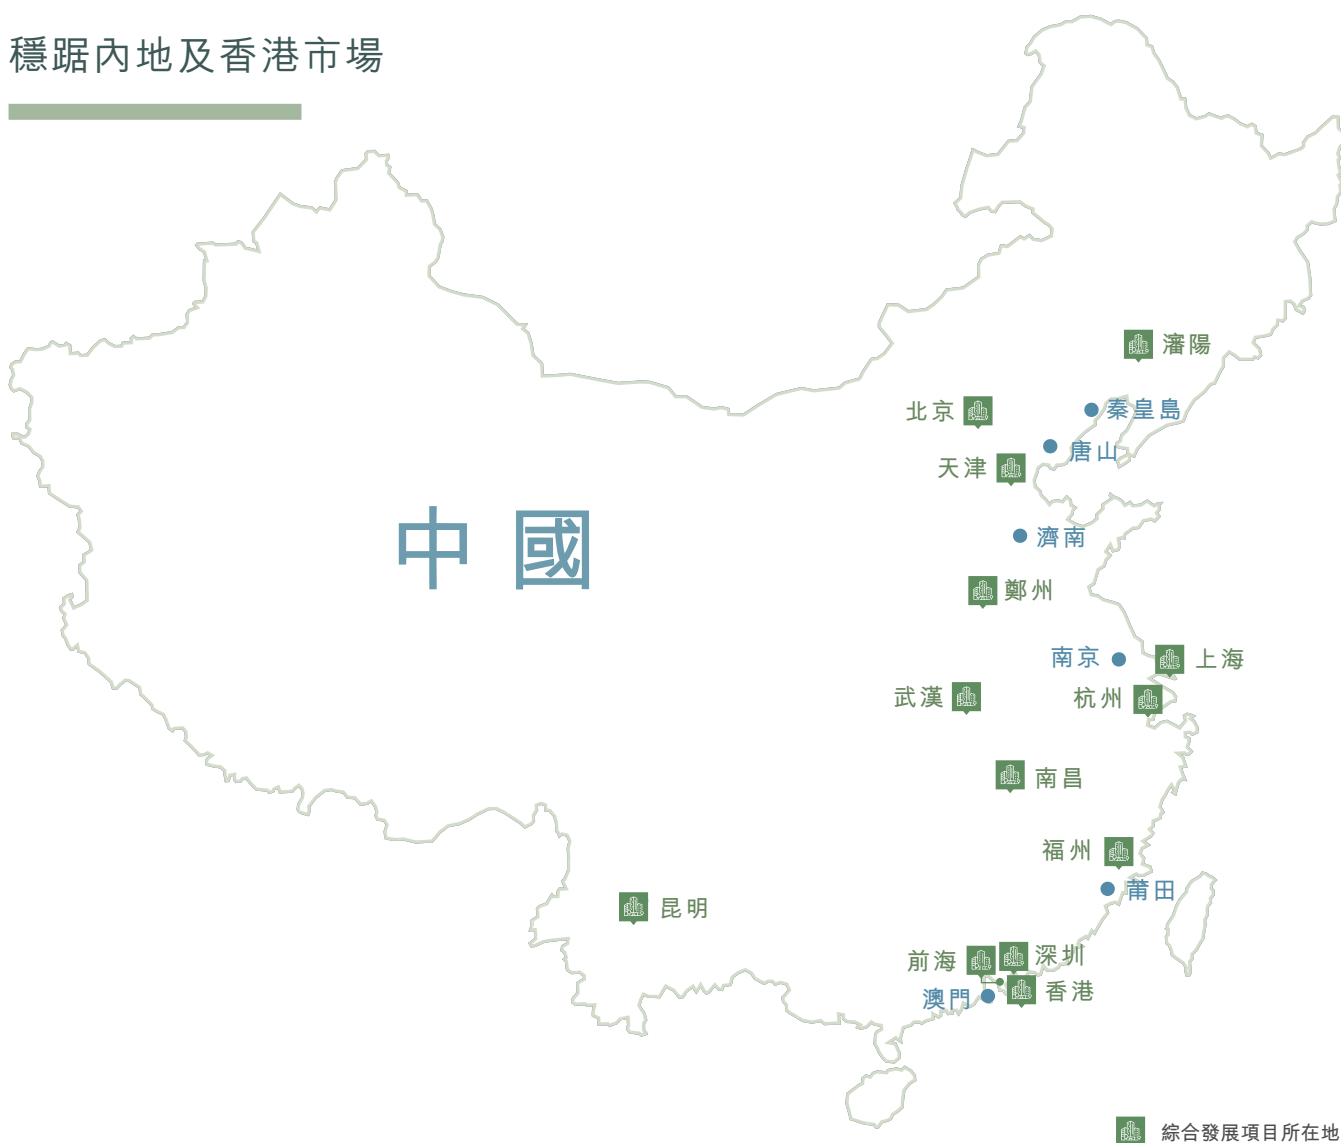 穩踞內地及香港市場
瀋陽
北京
秦皇島
唐山
天津
濟南
中國
鄭州
南京
上海
武漢
杭州
南昌
福州
莆田
昆明
前海
深圳
香港
澳門
綜合發展項目所在地